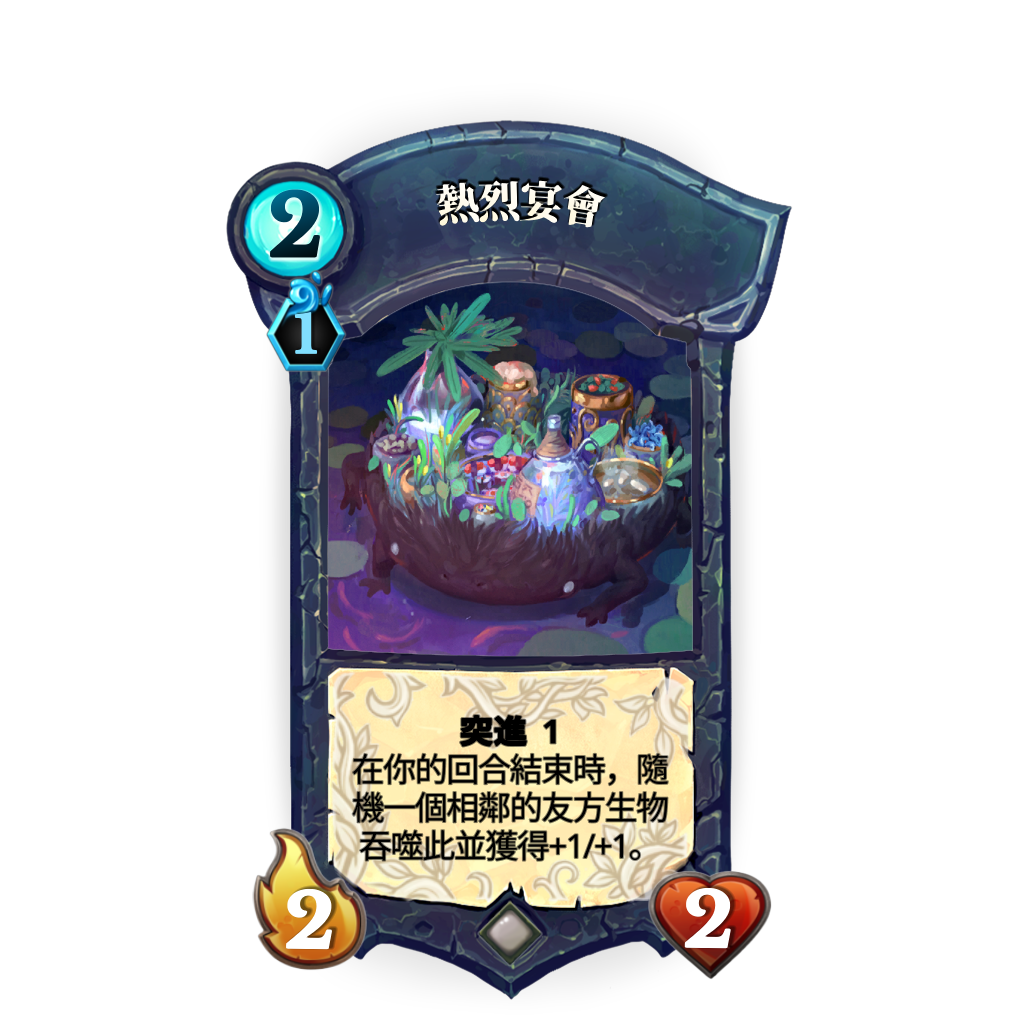 2
熱烈宴會
1
突進 1
在你的回合結束時，隨
機一個相鄰的友方生物
吞噬此並獲得+1/+1。
2
2